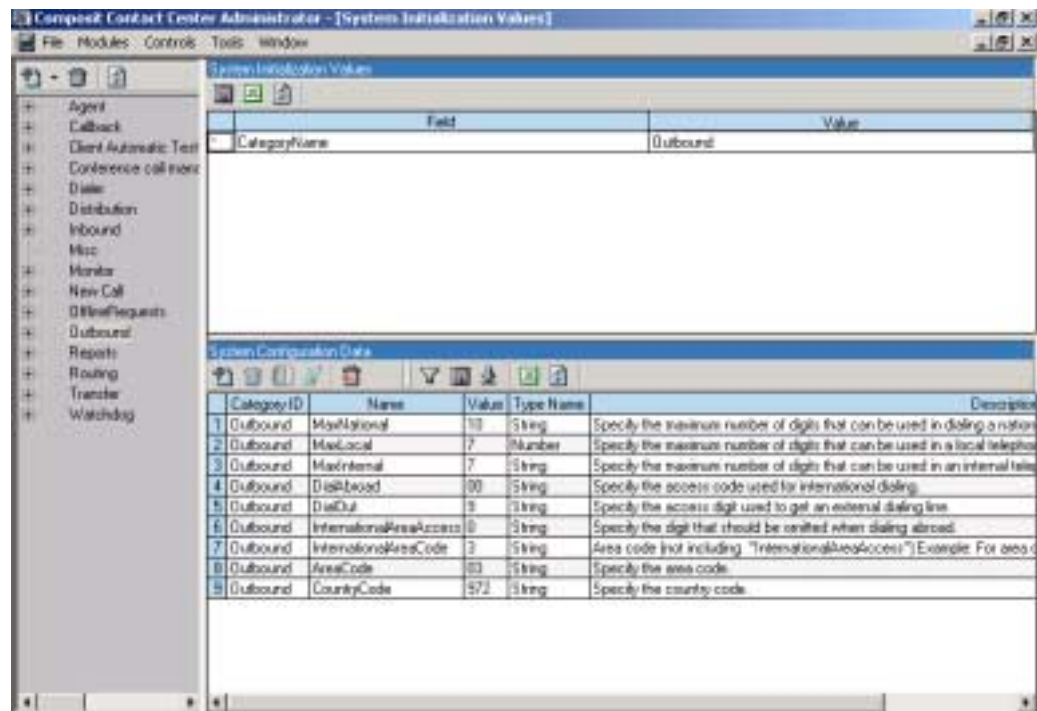 Composit Contact Center Administrator - [System Initialization Values]
File Modules Controls Tools Window
System Initialization Values
Field Value
CategoryName Outbound
Agent
Callback
Client Automatic Test
Conference call mana
Dialer
Distribution
Inbound
Misc
Monitor
New Call
OfflineRequests
Outbound
Reports
Routing
Transfer
Watchdog
System Configuration Data
Category ID Name Value Type Name Description
1 Outbound MaxNational 10 String Specify the maximum number of digits that can be used in dialing a nation
2 Outbound MaxLocal 7 Number Specify the maximum number of digits that can be used in a local telephon
3 Outbound MaxInternal 7 String Specify the maximum number of digits that can be used in an internal tele
4 Outbound DialAbroad 00 String Specify the access code used for international dialing.
5 Outbound DialOut 9 String Specify the access digit used to get an external dialing line.
6 Outbound InternationalAreaAccess 0 String Specify the digit that should be omitted when dialing abroad.
7 Outbound InternationalAreaCode 3 String Area code (not including "InternationalAreaAccess") Example: For area c
8 Outbound AreaCode 03 String Specify the area code.
9 Outbound CountryCode 972 String Specify the country code.